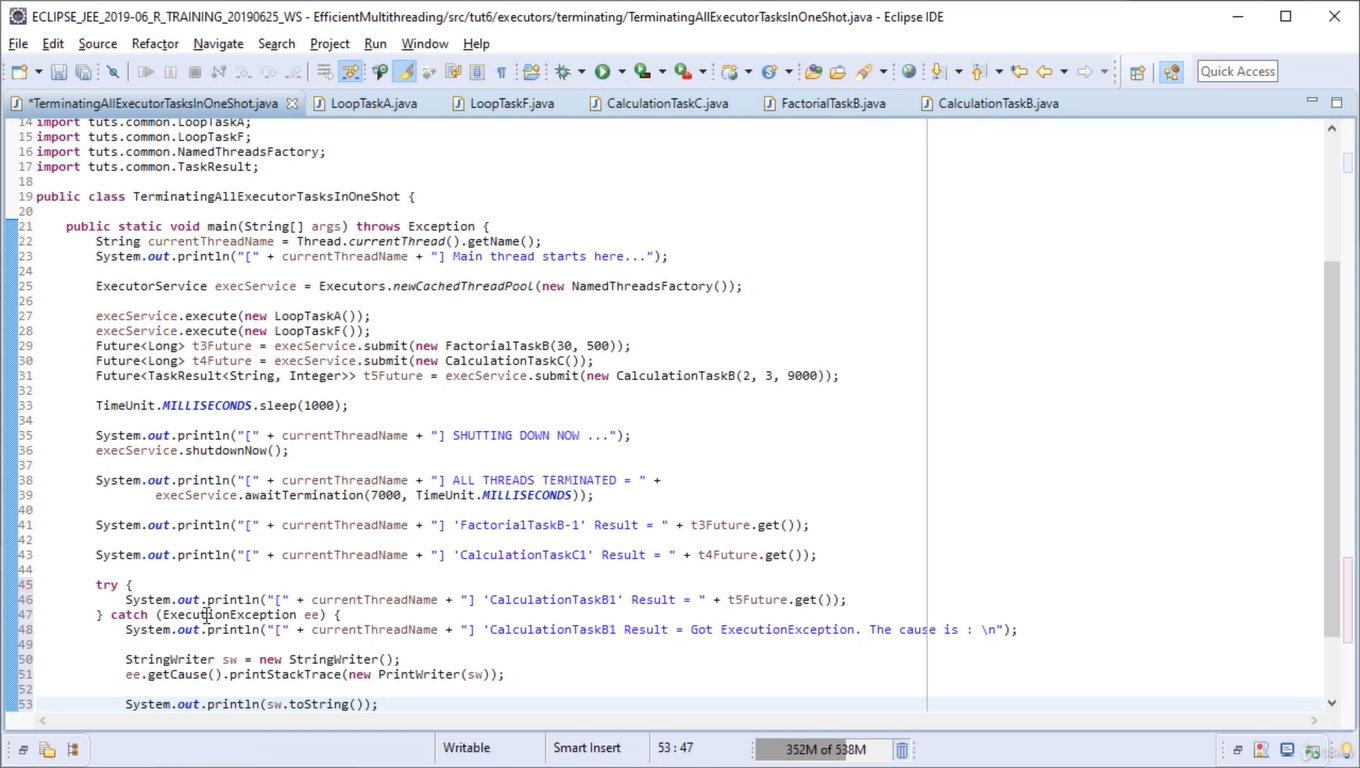 ECLIPSE_JEE_2019-06_R_TRAINING_20190625_WS - EfficientMultithreading/src/tut6/executors/terminating/TerminatingAllExecutorTasksInOneShot.java - Eclipse IDE
File Edit Source Refactor Navigate Search Project Run Window Help
Quick Access
*TerminatingAllExecutorTasksInOneShot.java LoopTaskA.java LoopTaskF.java CalculationTaskC.java FactorialTaskB.java CalculationTaskB.java
14 import tuts.common.LoopTaskA;
15 import tuts.common.LoopTaskF;
16 import tuts.common.NamedThreadsFactory;
17 import tuts.common.TaskResult;
18
19 public class TerminatingAllExecutorTasksInOneShot {
20
21 public static void main(String[] args) throws Exception {
22 String currentThreadName = Thread.currentThread().getName();
23 System.out.println("[" + currentThreadName + "] Main thread starts here...");
24
25 ExecutorService execService = Executors.newCachedThreadPool(new NamedThreadsFactory());
26
27 execService.execute(new LoopTaskA());
28 execService.execute(new LoopTaskF());
29 Future<Long> t3Future = execService.submit(new FactorialTaskB(30, 500));
30 Future<Long> t4Future = execService.submit(new CalculationTaskC());
31 Future<TaskResult<String, Integer>> t5Future = execService.submit(new CalculationTaskB(2, 3, 9000));
32
33 TimeUnit.MILLISECONDS.sleep(1000);
34
35 System.out.println("[" + currentThreadName + "] SHUTTING DOWN NOW ...");
36 execService.shutdownNow();
37
38 System.out.println("[" + currentThreadName + "] ALL THREADS TERMINATED = " +
39 execService.awaitTermination(7000, TimeUnit.MILLISECONDS));
40
41 System.out.println("[" + currentThreadName + "] 'FactorialTaskB-1' Result = " + t3Future.get());
42
43 System.out.println("[" + currentThreadName + "] 'CalculationTaskC1' Result = " + t4Future.get());
44
45 try {
46 System.out.println("[" + currentThreadName + "] 'CalculationTaskB1' Result = " + t5Future.get());
47 } catch (ExecutionException ee) {
48 System.out.println("[" + currentThreadName + "] 'CalculationTaskB1 Result = Got ExecutionException. The cause is : \n");
49
50 StringWriter sw = new StringWriter();
51 ee.getCause().printStackTrace(new PrintWriter(sw));
52
53 System.out.println(sw.toString());
Writable Smart Insert 53 : 47 352M of 538M